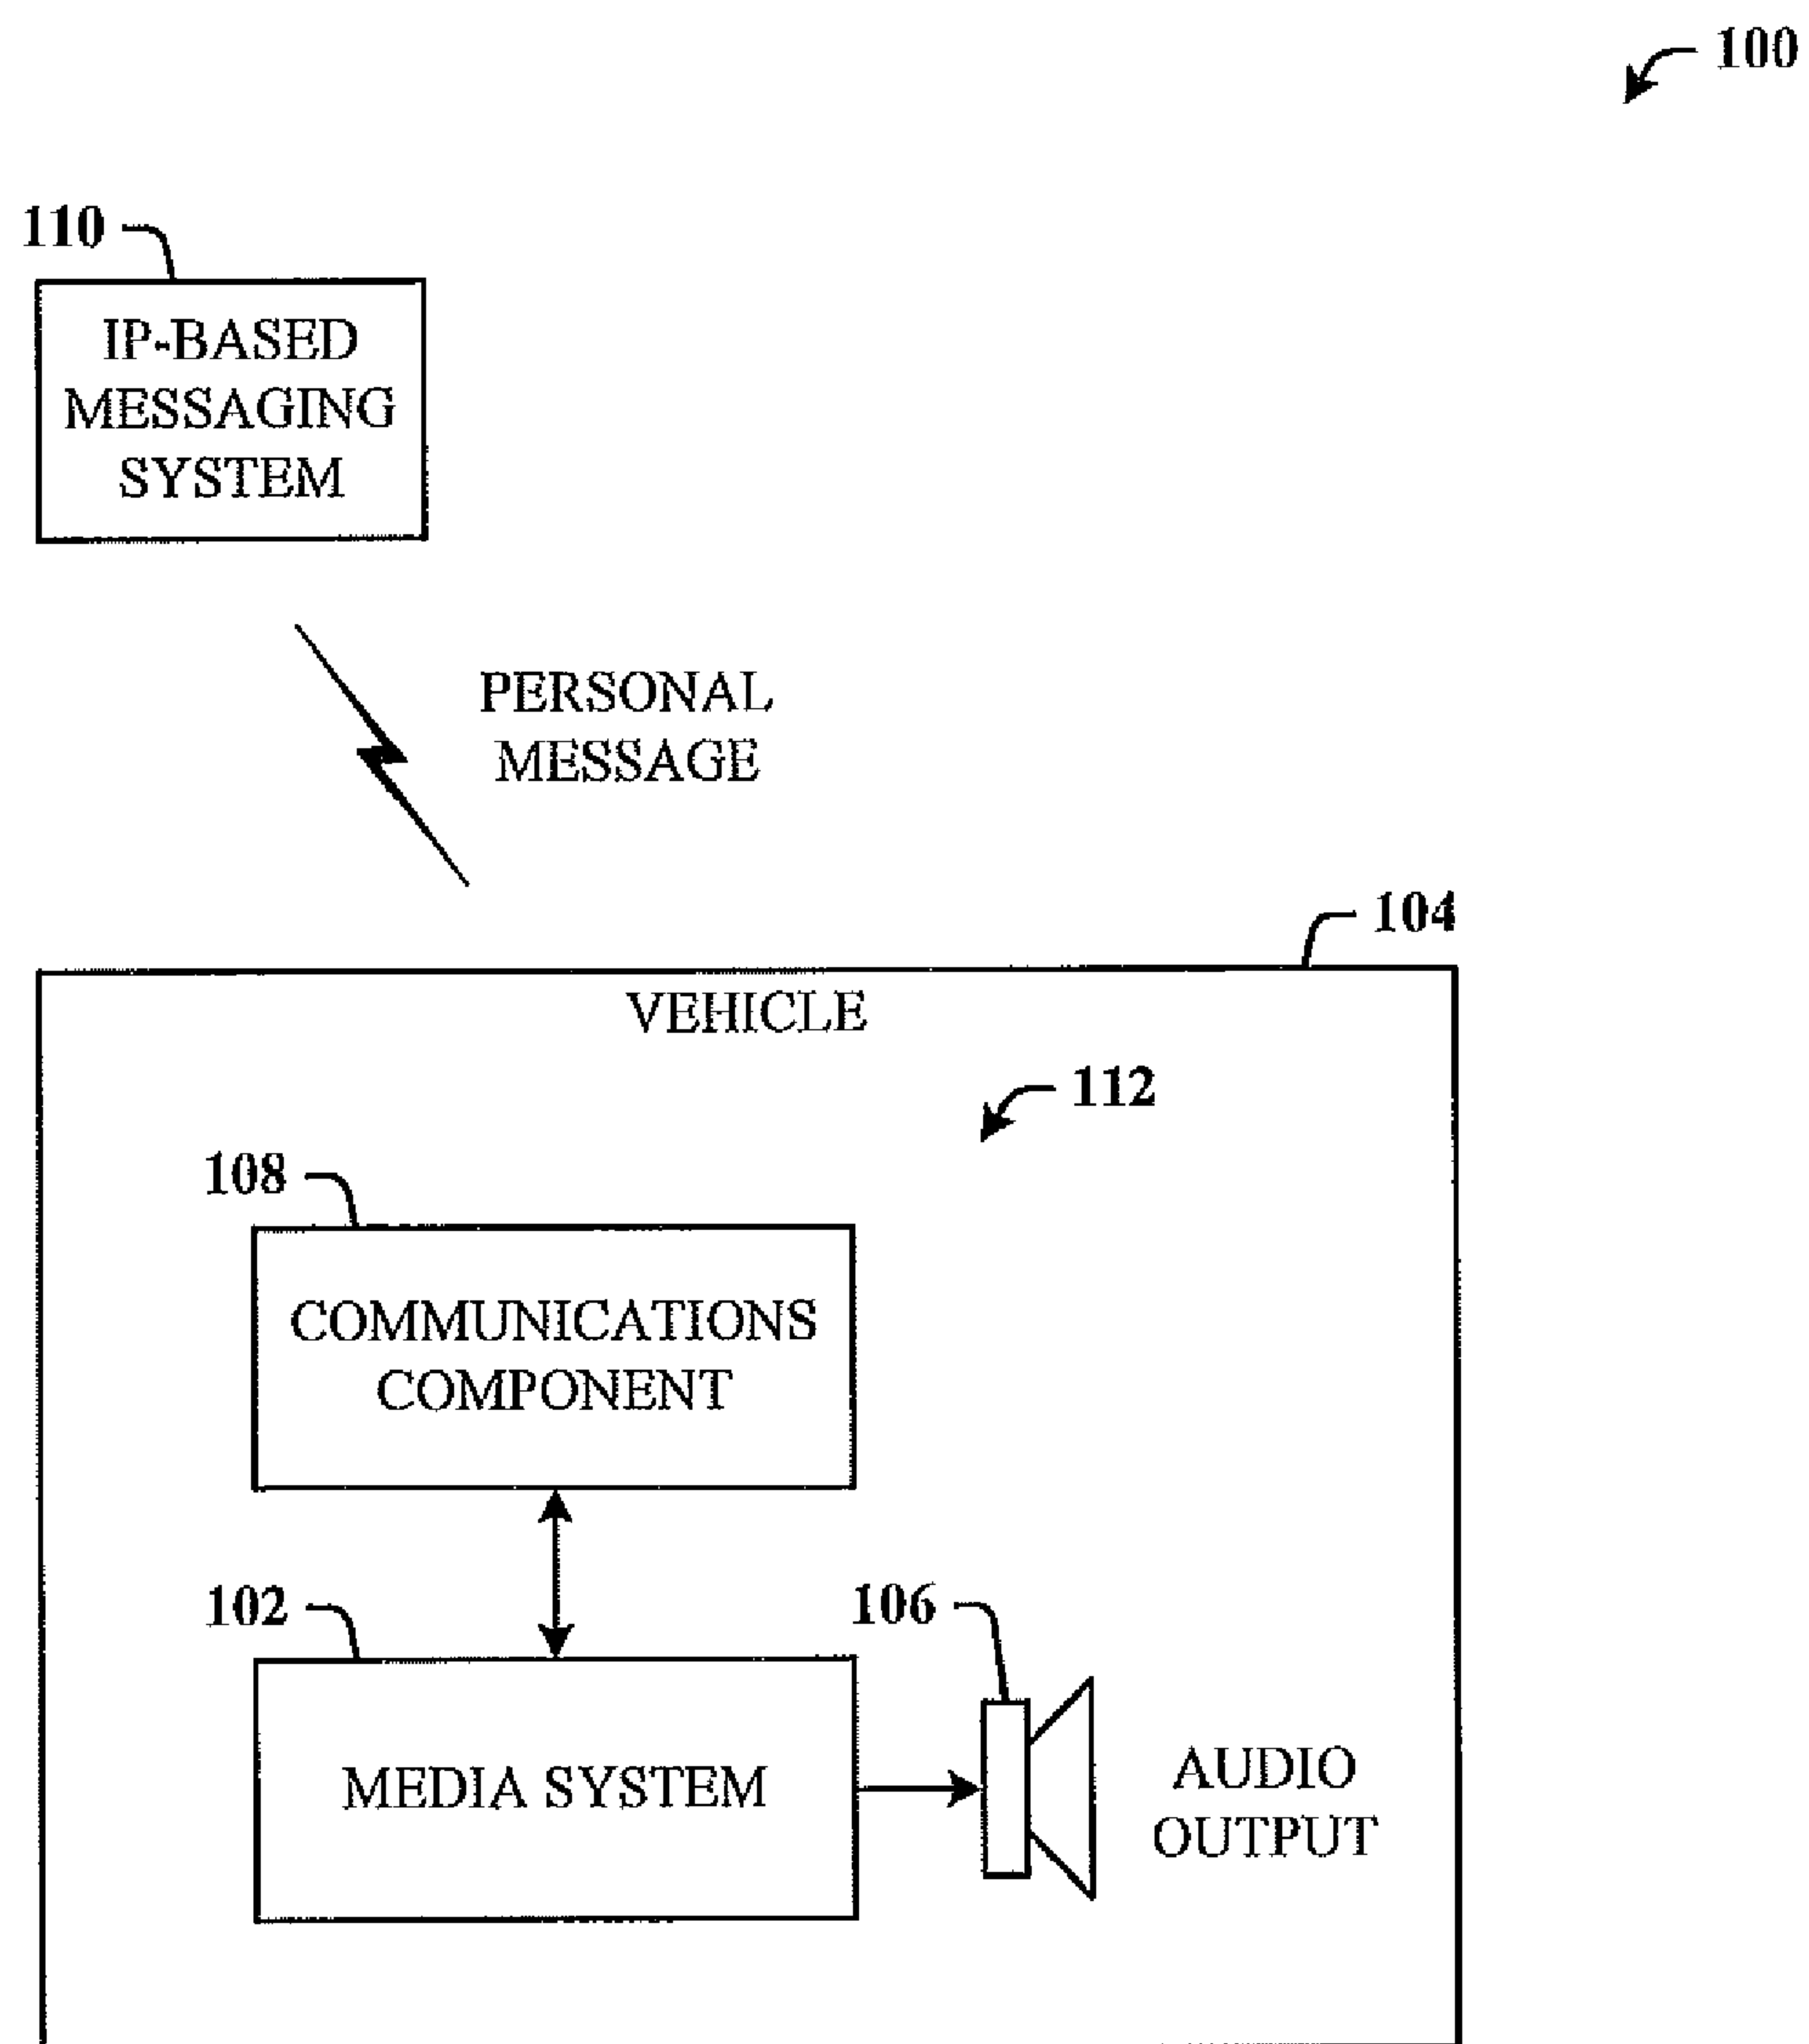 100
110
IP-BASED
MESSAGING
SYSTEM
PERSONAL
MESSAGE
104
VEHICLE
112
108
COMMUNICATIONS
COMPONENT
102
106
MEDIA SYSTEM
AUDIO
OUTPUT